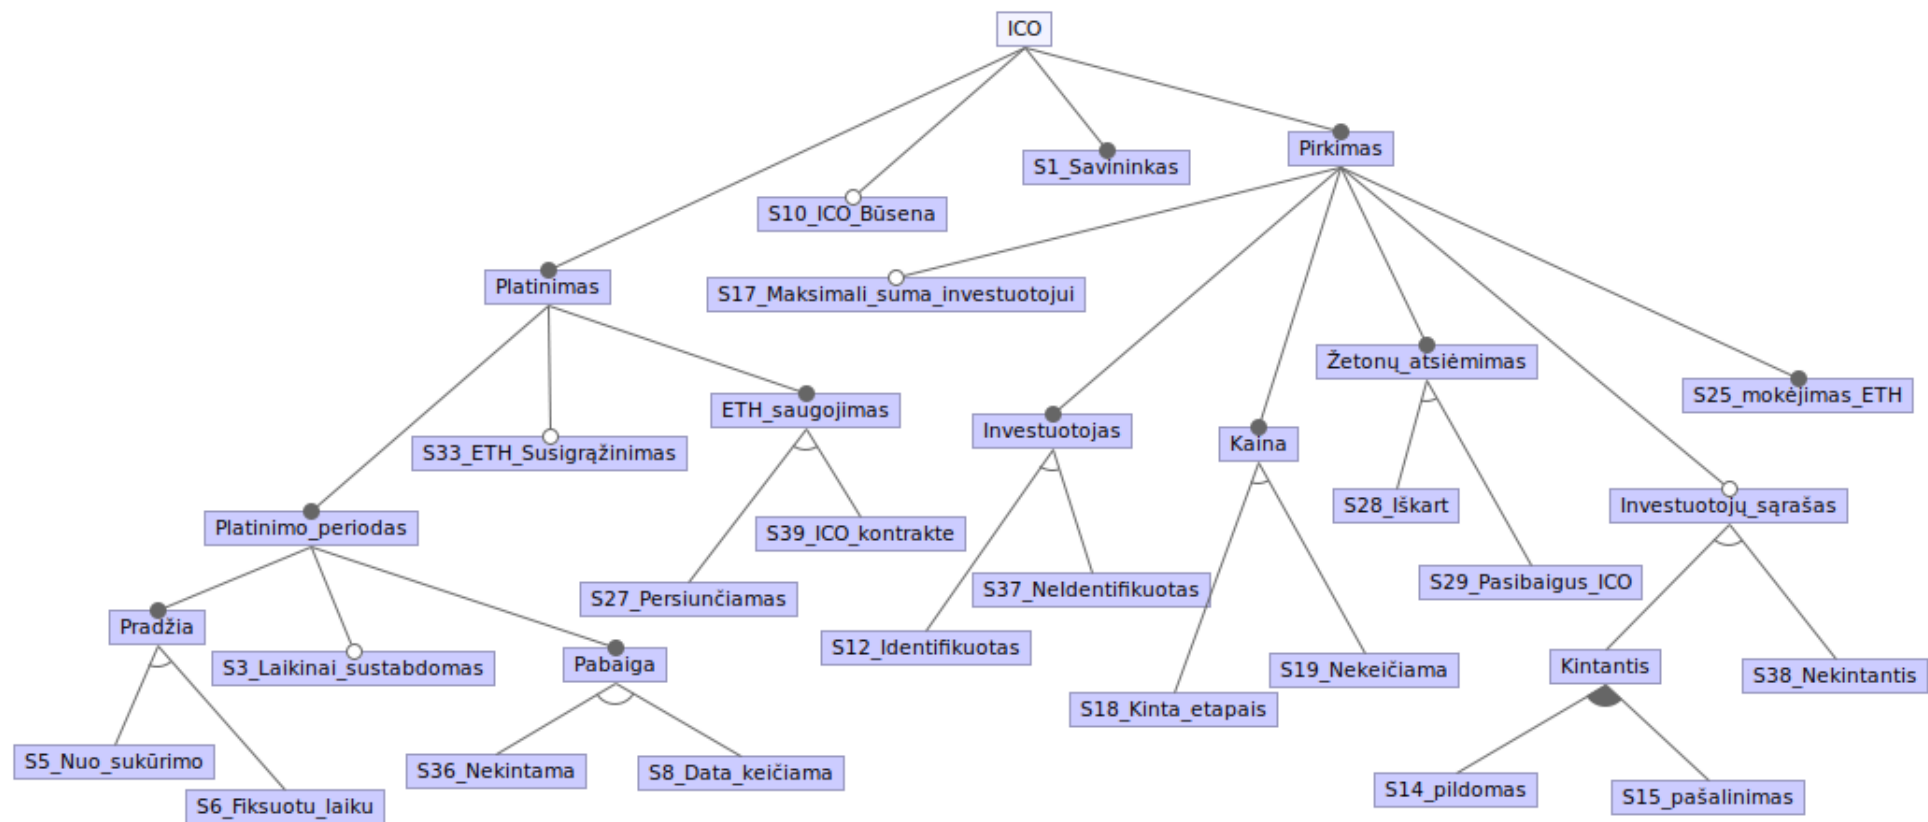 ICO
Pirkimas
S1_Savininkas
S10_ICO_Būsena
Platinimas
S17_Maksimali_suma_investuotojui
Žetonų_atsiėmimas
S25_mokėjimas_ETH
ETH_saugojimas
Investuotojas
Kaina
S33_ETH_Susigrąžinimas
S28_Iškart
Investuotojų_sąrašas
Platinimo_periodas
S39_ICO_kontrakte
S29_Pasibaigus_ICO
S37_NeIdentifikuotas
S27_Persiunčiamas
Pradžia
S12_Identifikuotas
S3_Laikinai_sustabdomas
Pabaiga
Kintantis
S19_Nekeičiama
S38_Nekintantis
S18_Kinta_etapais
S5_Nuo_sukūrimo
S36_Nekintama
S8_Data_keičiama
S14_pildomas
S15_pašalinimas
S6_Fiksuotu_laiku